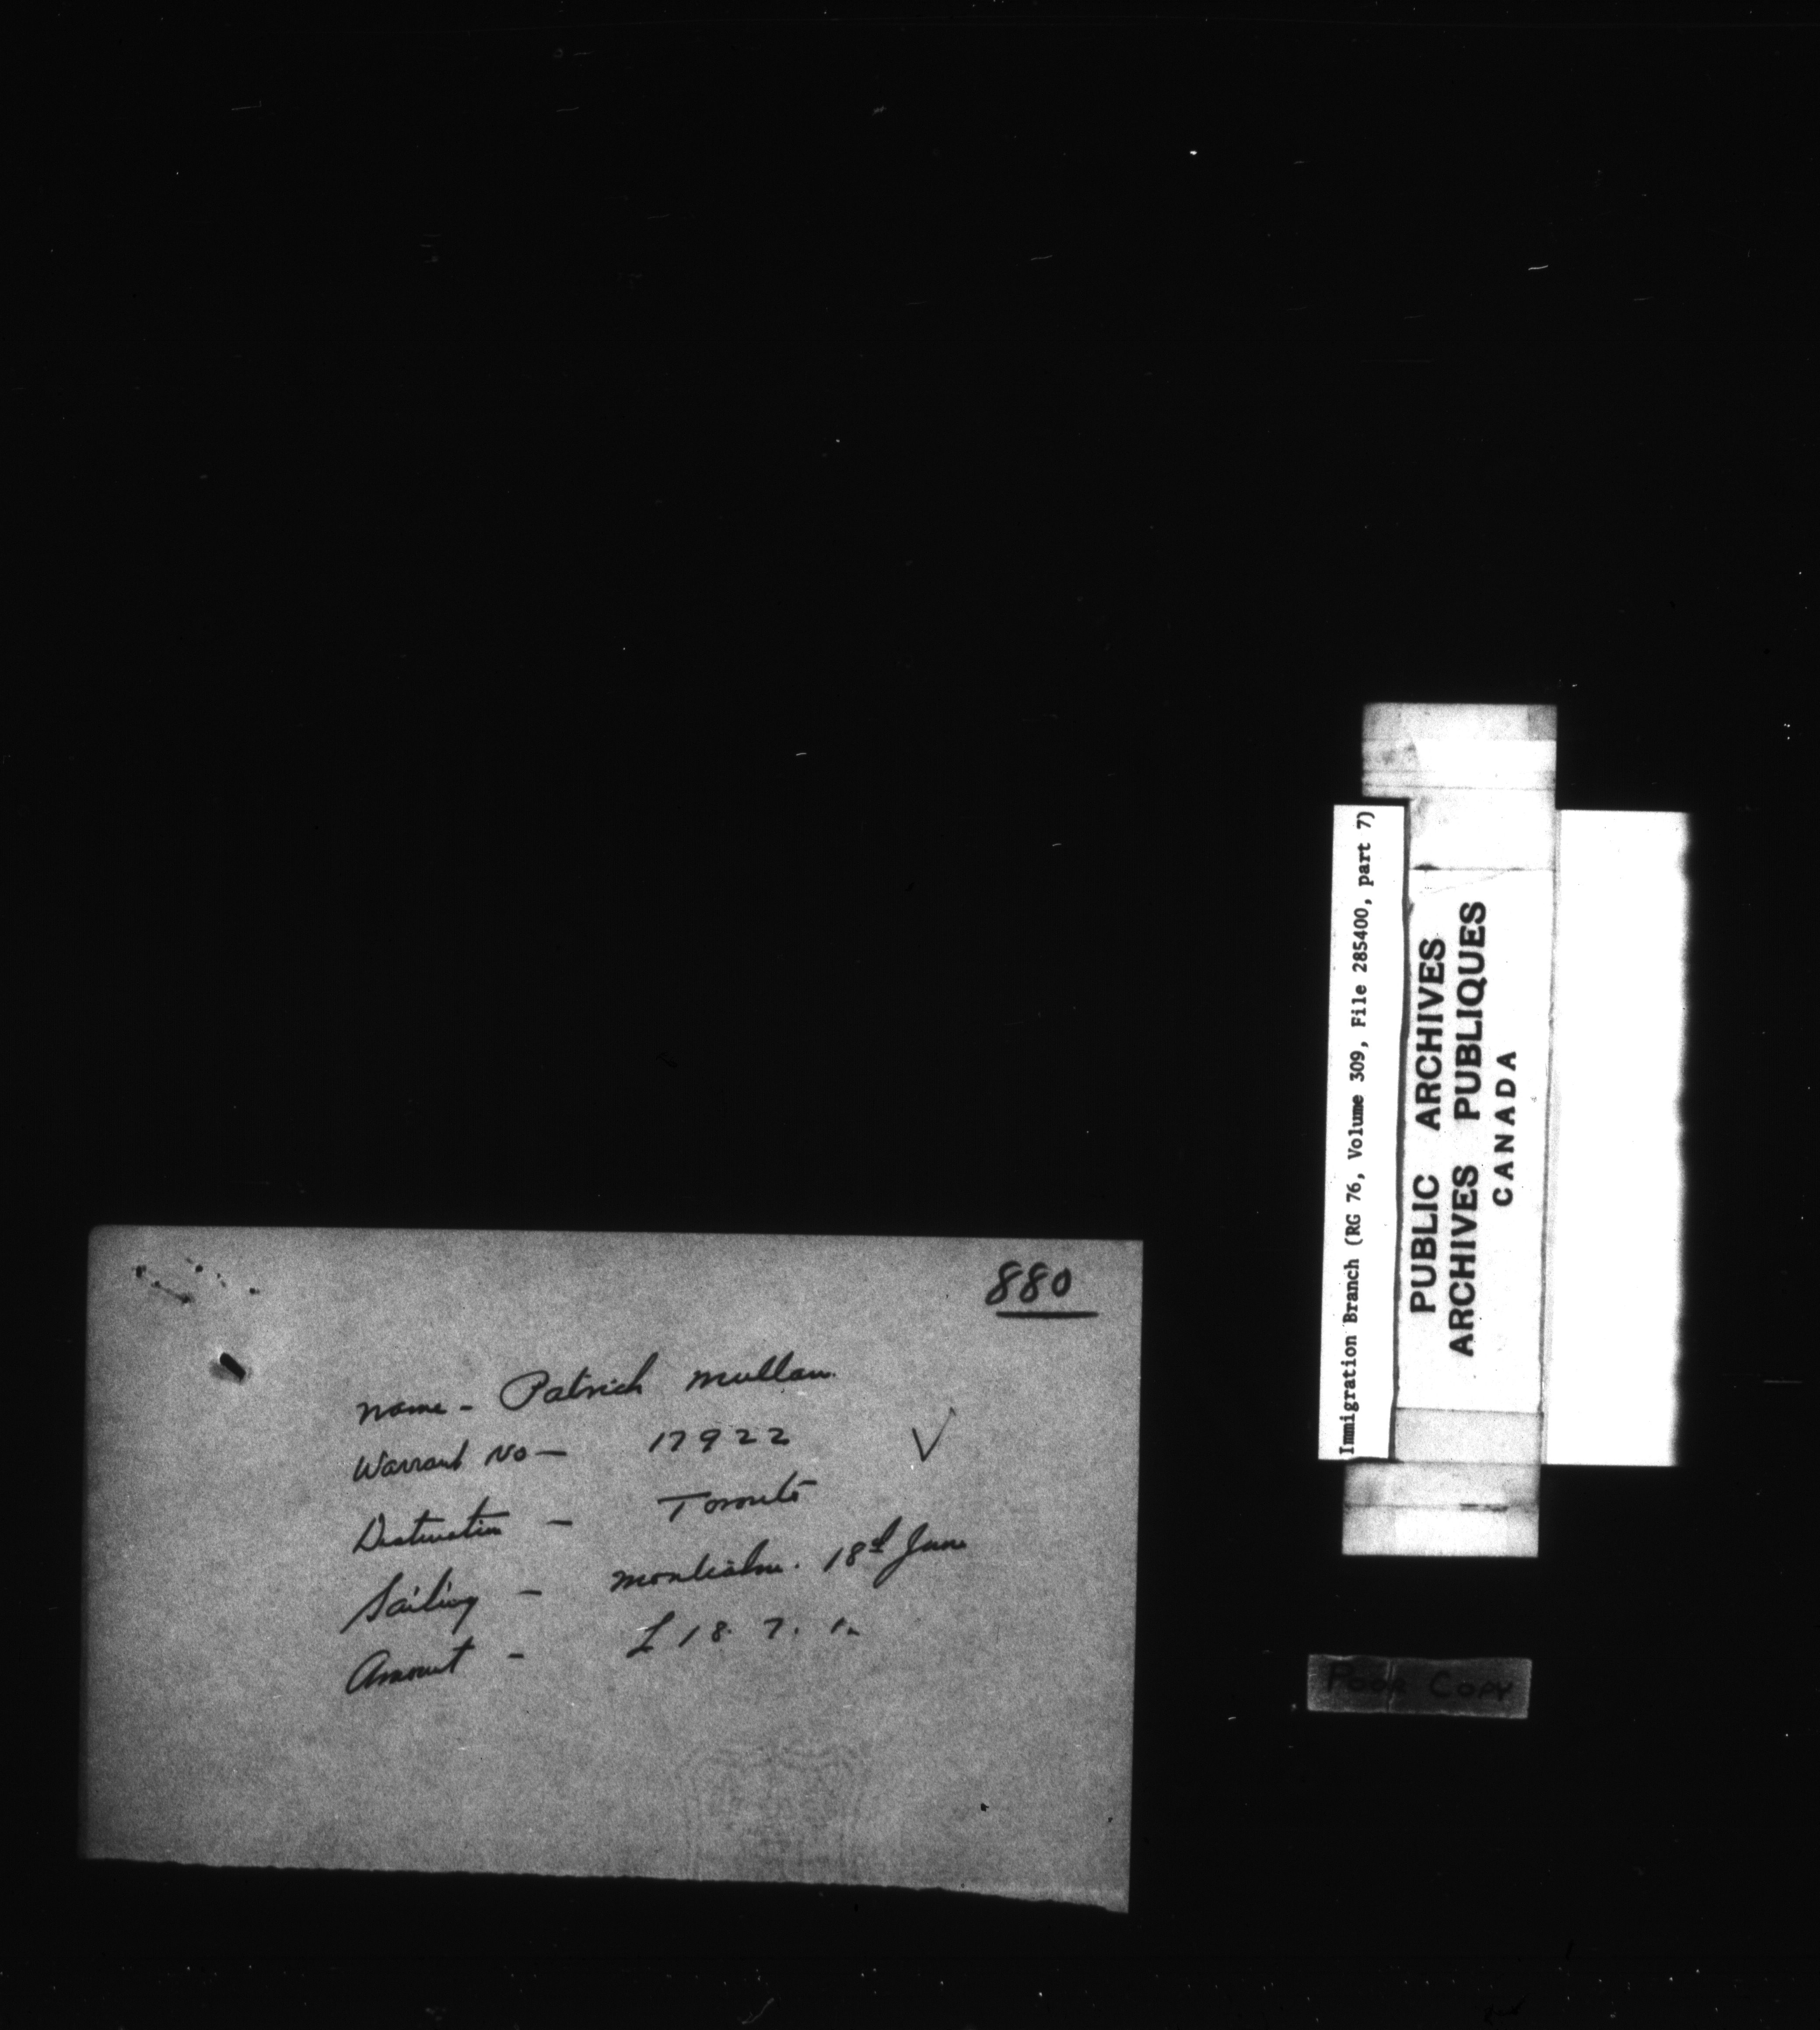 880
Name - Patrick Mullan.
Warrant No - 17922
Destination - Toronto
Sailing - Montcalm. 18th June
Amount - £ 18. 7. 1.
Immigration Branch (RG 76, Volume 309, File 285400, part 7)
PUBLIC ARCHIVES
ARCHIVES PUBLIQUES
CANADA
POOR COPY